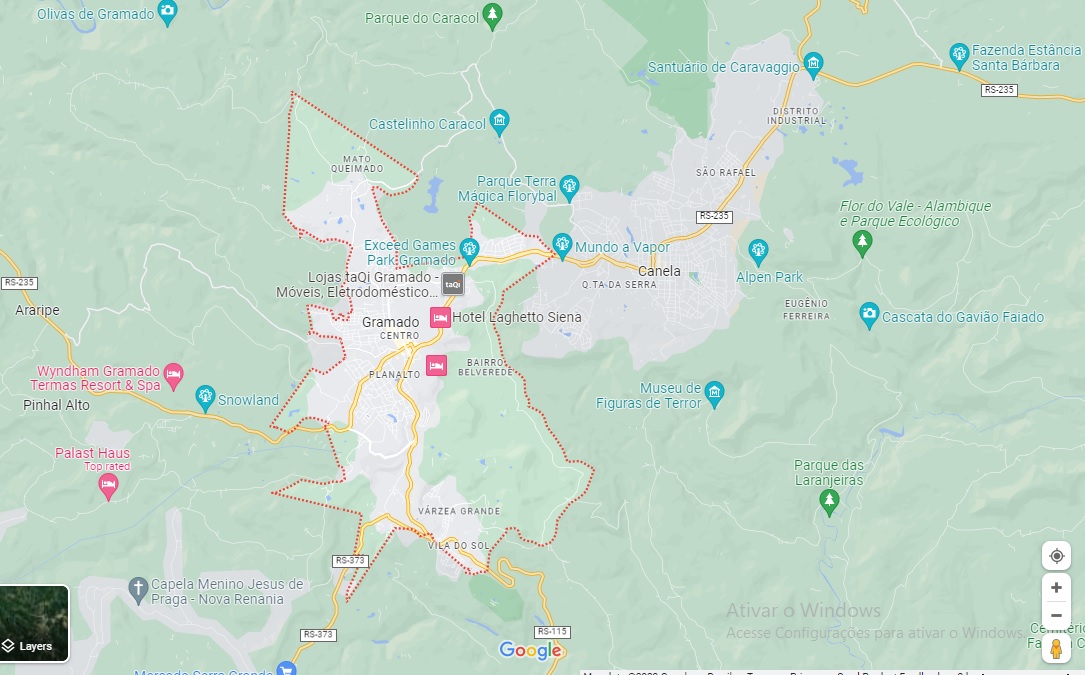 Olivas de Gramado
Parque do Caracol
Santuário de Caravaggio
Fazenda Estância
Santa Bárbara
RS-235
DISTRITO
INDUSTRIAL
Castelinho Caracol
MATO
QUEIMADO
SÃO RAFAEL
Parque Terra
Mágica Florybal
RS-235
Flor do Vale - Alambique
e Parque Ecológico
Exceed Games
Park Gramado
Mundo a Vapor
Canela
Alpen Park
Lojas taQi Gramado -
Móveis, Eletrodoméstico...
taQi
Q.TA DA SERRA
RS-235
Araripe
EUGÊNIO
FERREIRA
Cascata do Gavião Faiado
Hotel Laghetto Siena
Gramado
CENTRO
Wyndham Gramado
Termas Resort & Spa
PLANALTO
BAIRRO
BELVEREDE
Pinhal Alto
Snowland
Museu de
Figuras de Terror
Palast Haus
Top rated
Parque das
Laranjeiras
VÁRZEA GRANDE
VILA DO SOL
RS-373
Capela Menino Jesus de
Praga - Nova Renania
Ativar o Windows
Acesse Configurações para ativar o Windows.
RS-373
RS-115
Layers
Google